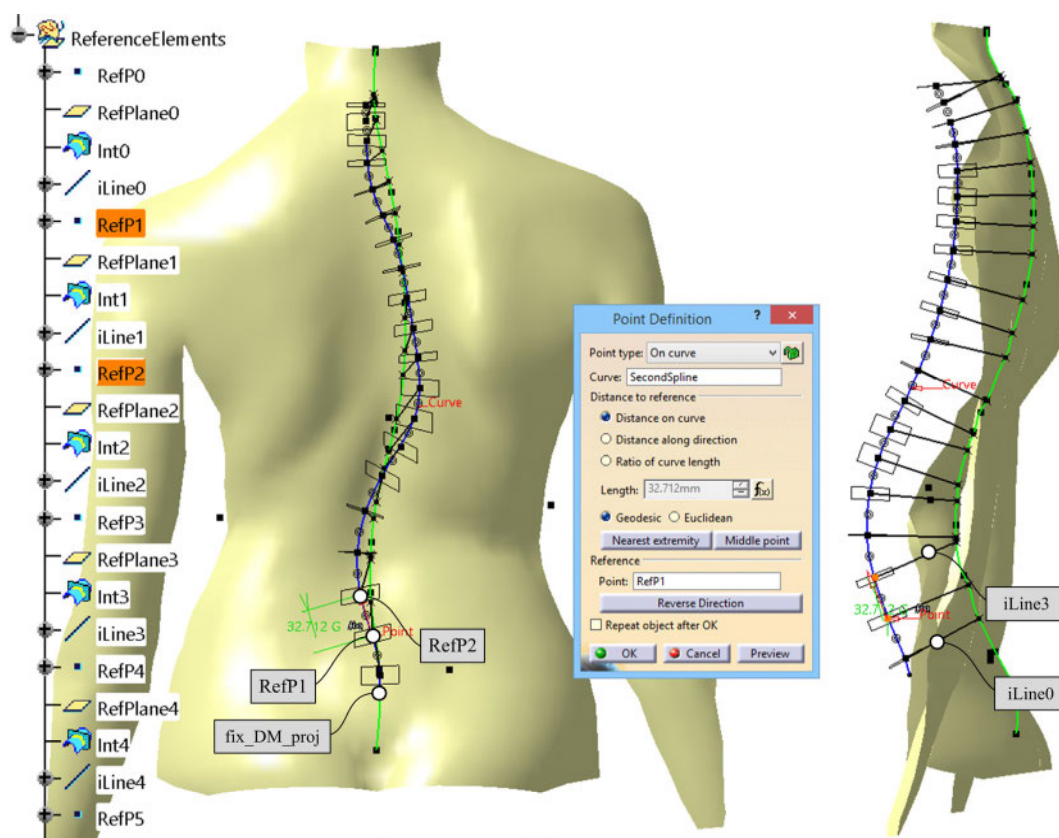 ReferenceElements
RefP0
RefPlane0
Int0
iLine0
RefP1
RefPlane1
Int1
iLine1
RefP2
RefPlane2
Int2
iLine2
RefP3
RefPlane3
Int3
iLine3
RefP4
RefPlane4
Int4
iLine4
RefP5
Curve
32.712 G
f(x)
Point
RefP2
RefP1
fix_DM_proj
Point Definition
? ×
Point type: On curve
Curve: SecondSpline
Distance to reference
Distance on curve
Distance along direction
Ratio of curve length
Length: 32.712mm f(x)
Geodesic Euclidean
Nearest extremity Middle point
Reference
Point: RefP1
Reverse Direction
Repeat object after OK
OK Cancel Preview
Curve
Point
iLine3
iLine0